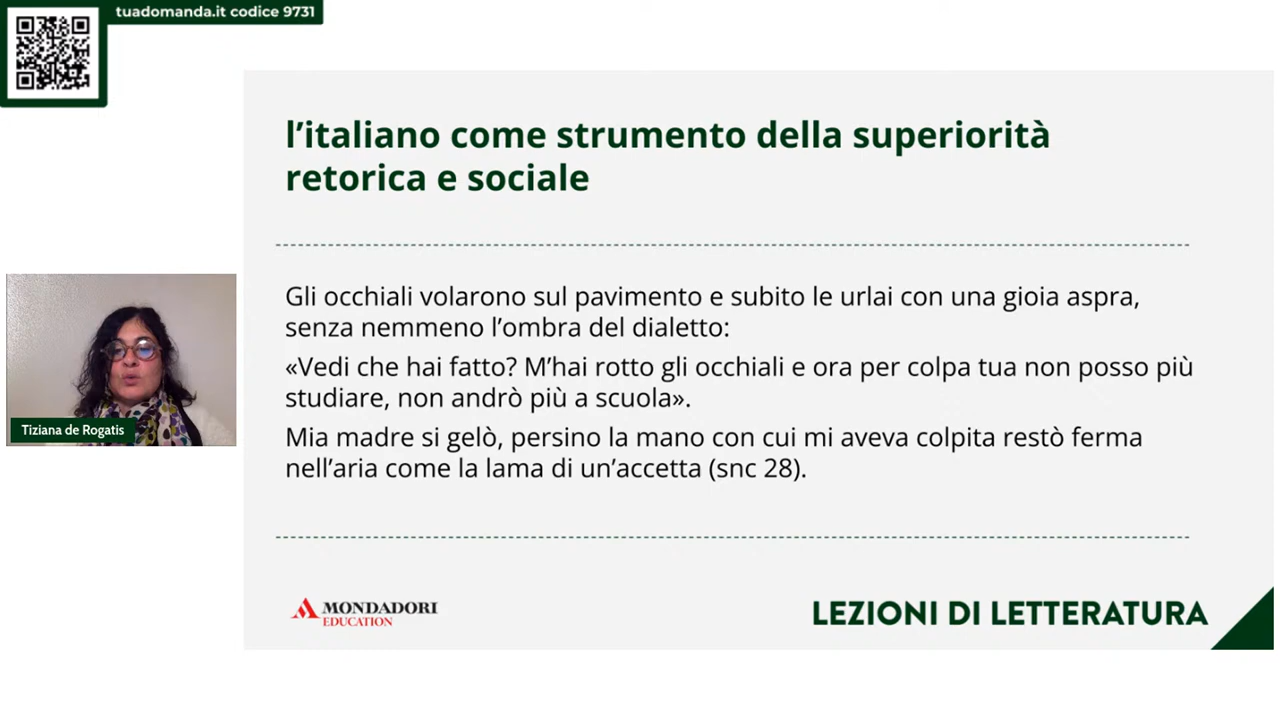 tuadomanda.it codice 9731
l’italiano come strumento della superiorità
retorica e sociale
Gli occhiali volarono sul pavimento e subito le urlai con una gioia aspra,
senza nemmeno l’ombra del dialetto:
«Vedi che hai fatto? M’hai rotto gli occhiali e ora per colpa tua non posso più
studiare, non andrò più a scuola».
Mia madre si gelò, persino la mano con cui mi aveva colpita restò ferma
nell’aria come la lama di un’accetta (snc 28).
Tiziana de Rogatis
MONDADORI
EDUCATION
LEZIONI DI LETTERATURA